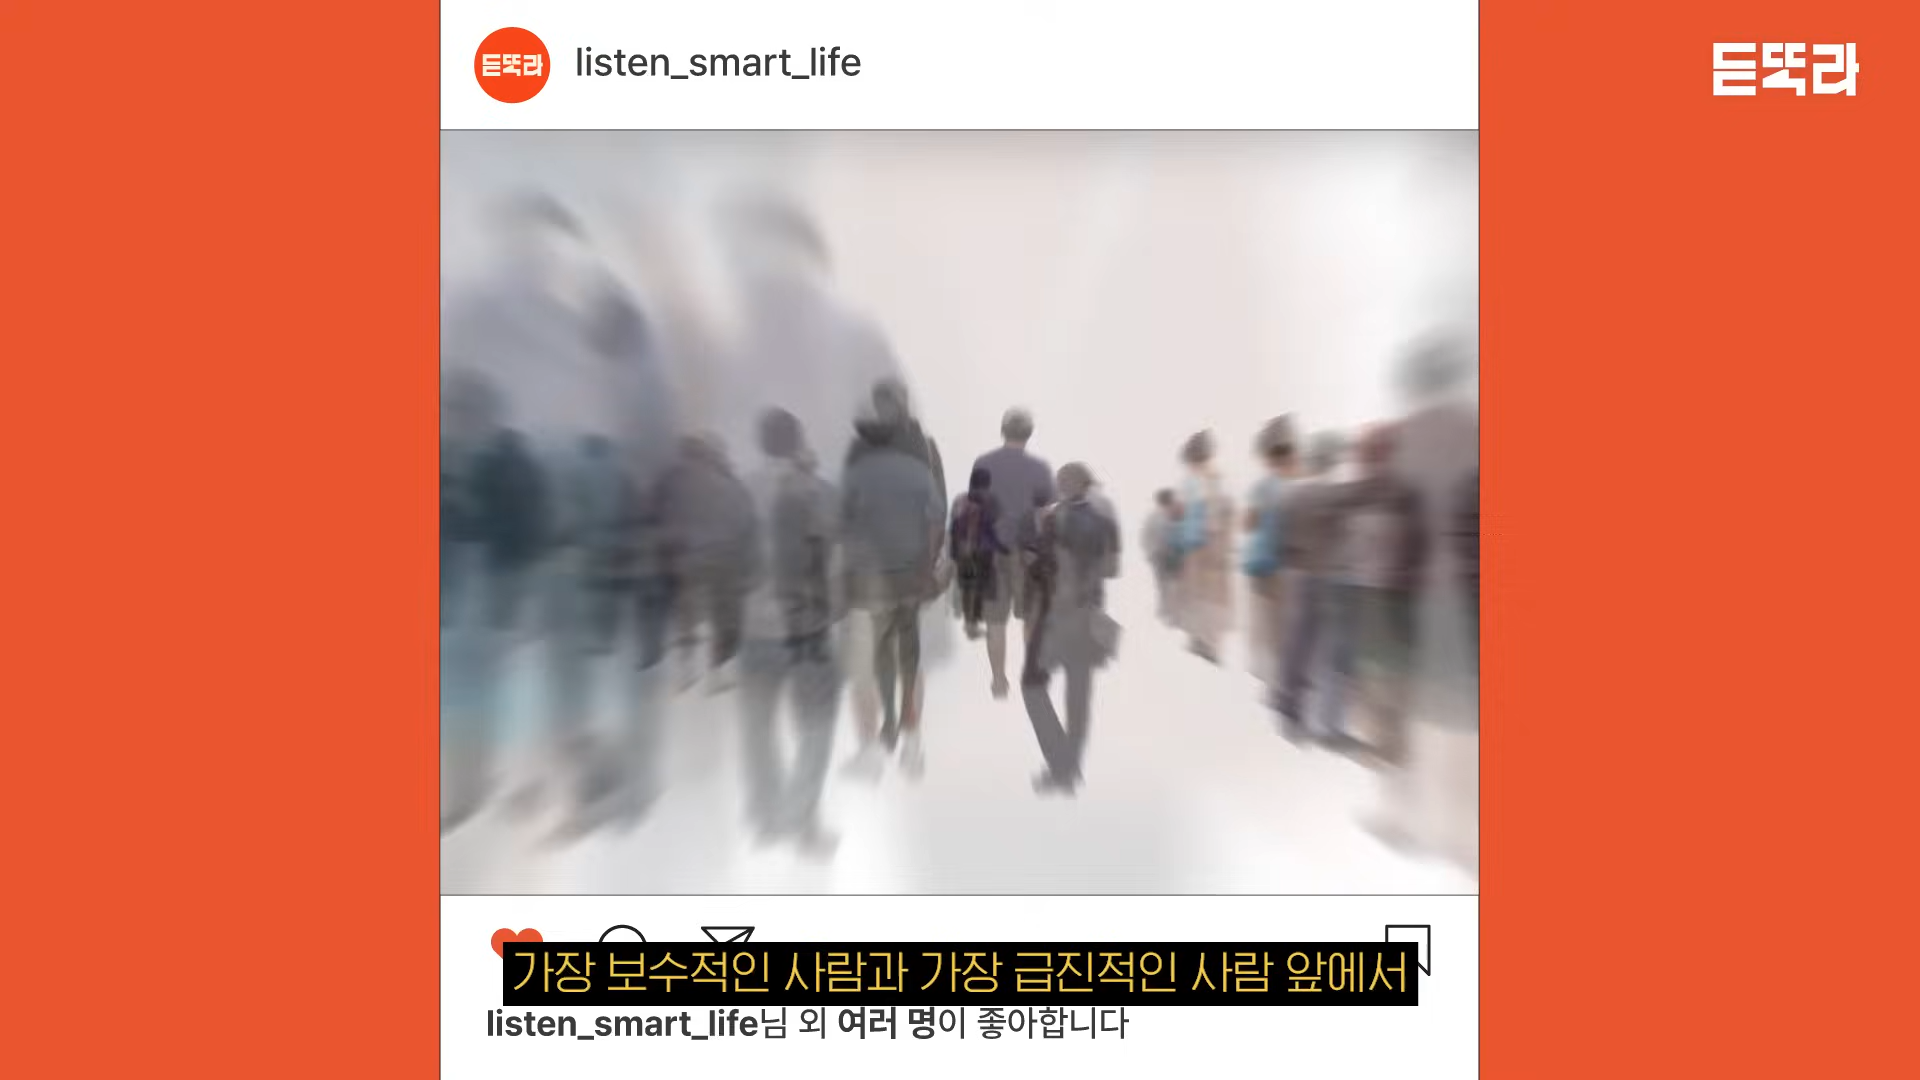 듣똑라
listen_smart_life
듣똑라
가장 보수적인 사람과 가장 급진적인 사람 앞에서
listen_smart_life님 외 여러 명이 좋아합니다